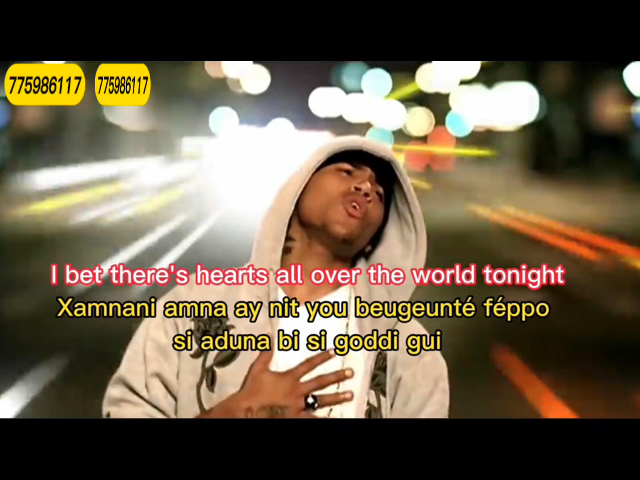 775986117 775986117
I bet there's hearts all over the world tonight
Xamnani amna ay nit you beugeunté féppo
si aduna bi si goddi gui